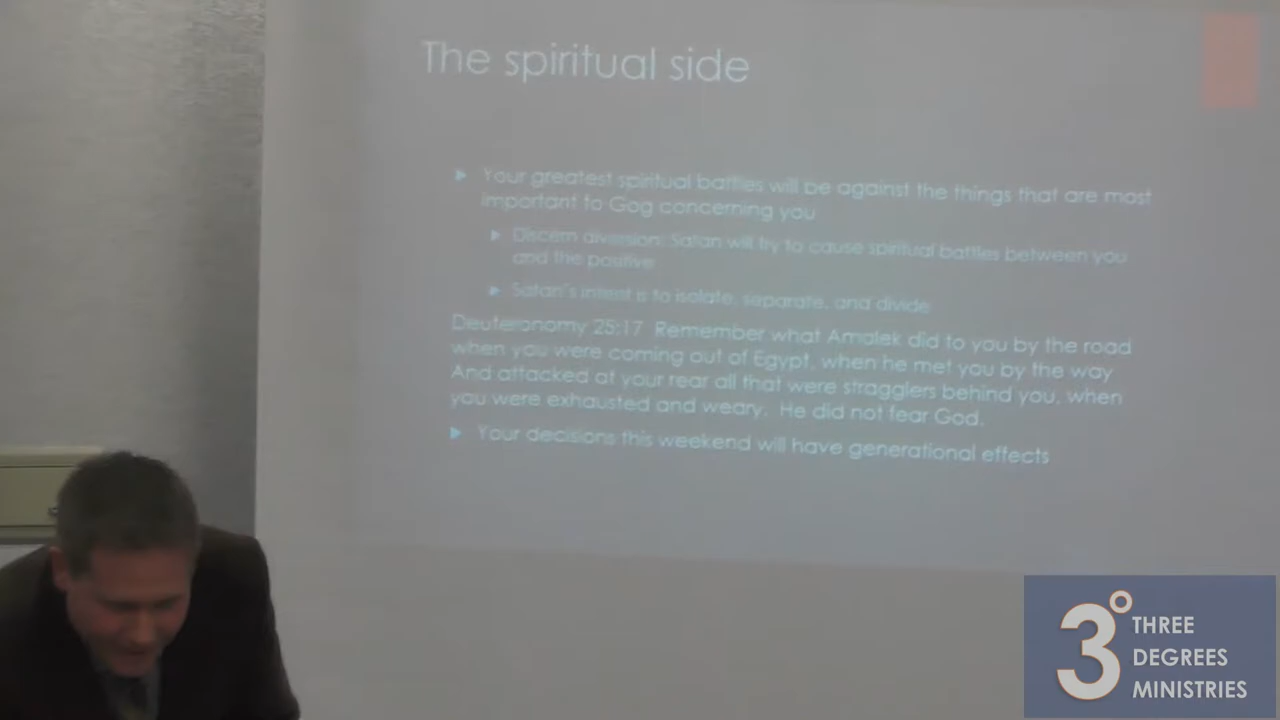 The spiritual side
Your greatest spiritual battles will be against the things that are most
important to Gog concerning you
Discern diversion: Satan will try to cause spiritual battles between you
and the positive
Satan's intent is to isolate, separate, and divide
Deuteronomy 25:17 Remember what Amalek did to you by the road
when you were coming out of Egypt, when he met you by the way
And attacked at your rear all that were stragglers behind you, when
you were exhausted and weary. He did not fear God.
Your decisions this weekend will have generational effects
3°
THREE
DEGREES
MINISTRIES